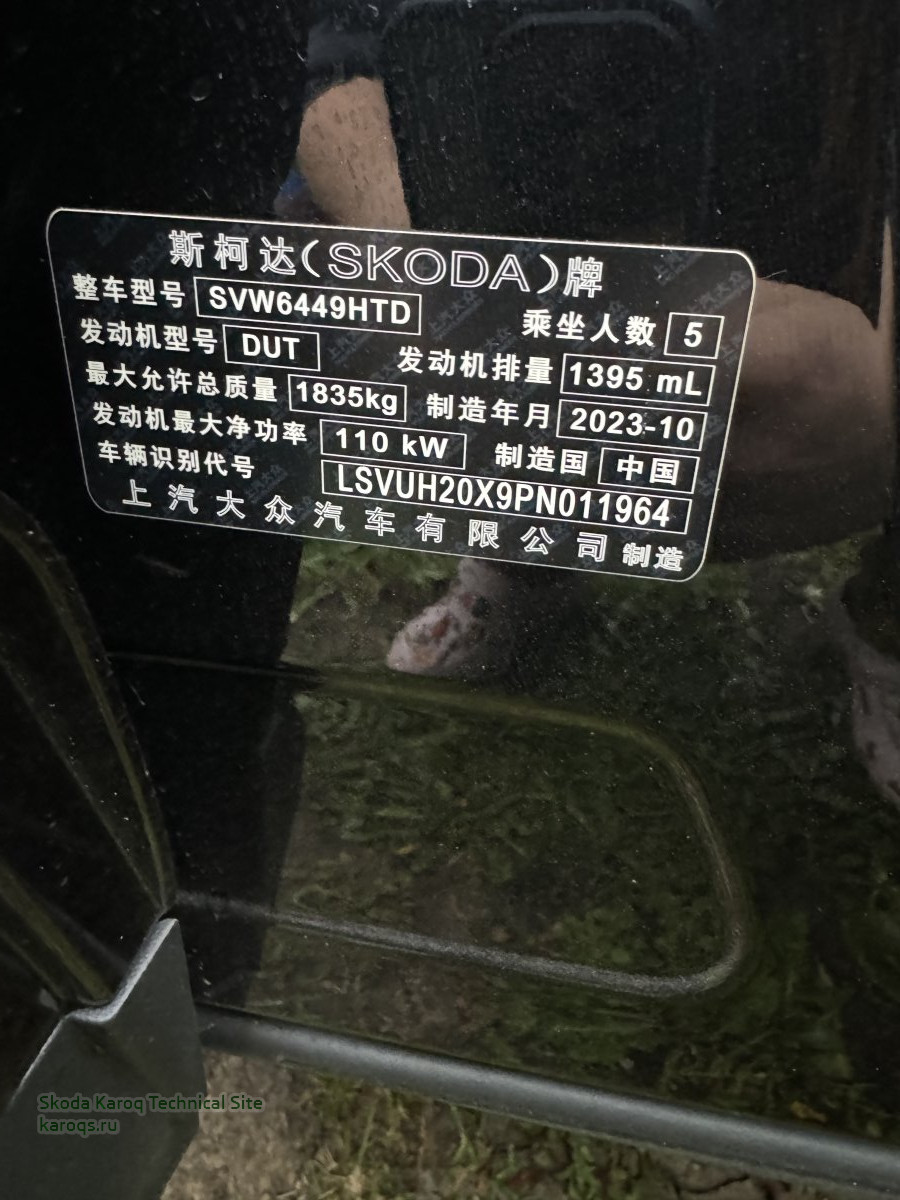 斯柯达(SKODA)牌
整车型号 SVW6449HTD 乘坐人数 5
发动机型号 DUT 发动机排量 1395 mL
最大允许总质量 1835kg 制造年月 2023-10
发动机最大净功率 110 kW 制造国 中国
车辆识别代号 LSVUH20X9PN011964
上汽大众汽车有限公司 制造
Skoda Karoq Technical Site
karoqs.ru